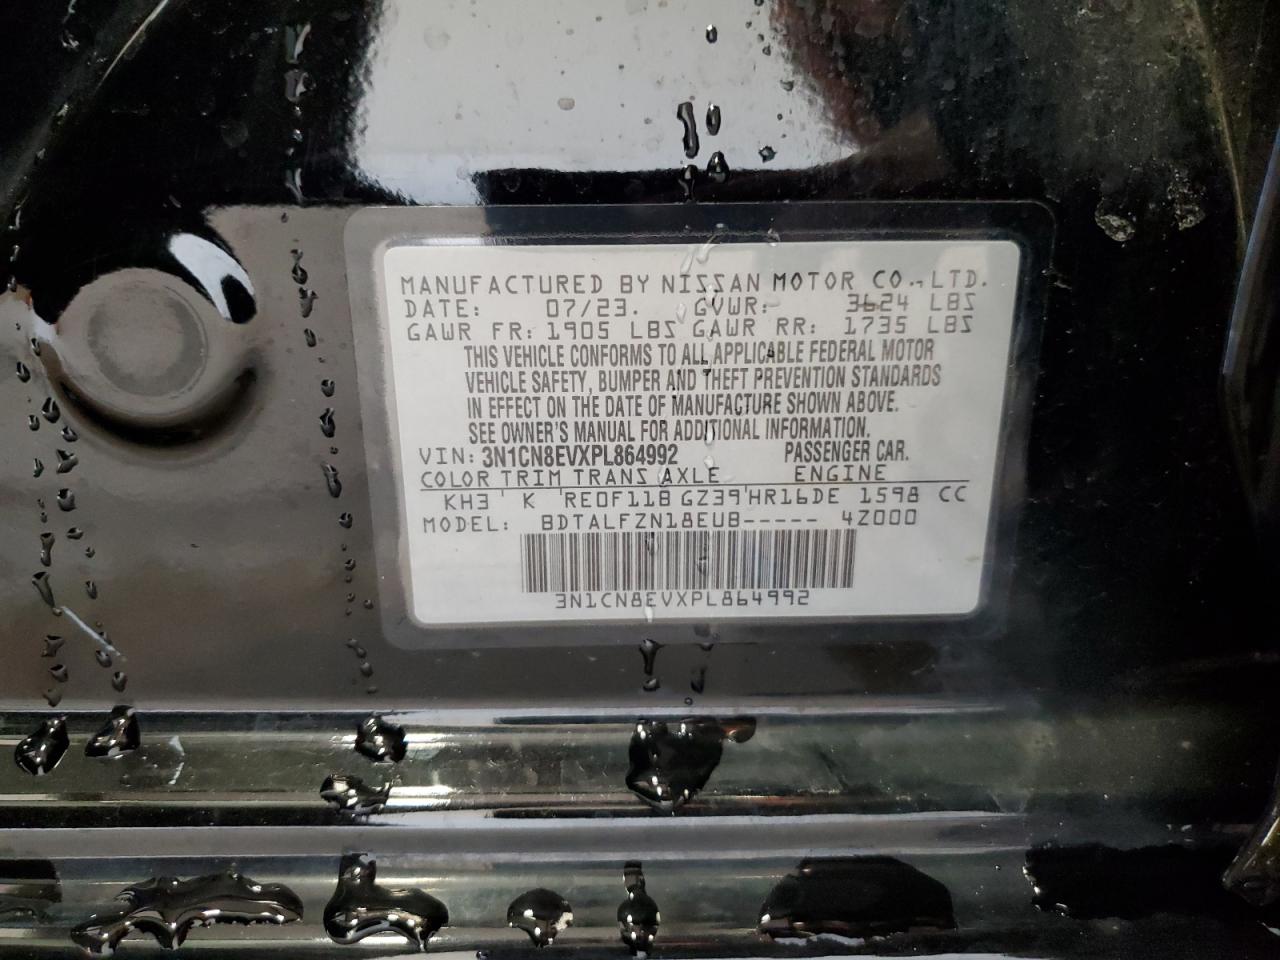 MANUFACTURED BY NISSAN MOTOR CO., LTD.
DATE: 07/23. GVWR: 3624 LBS
GAWR FR: 1905 LBS GAWR RR: 1735 LBS
THIS VEHICLE CONFORMS TO ALL APPLICABLE FEDERAL MOTOR
VEHICLE SAFETY, BUMPER AND THEFT PREVENTION STANDARDS
IN EFFECT ON THE DATE OF MANUFACTURE SHOWN ABOVE.
SEE OWNER'S MANUAL FOR ADDITIONAL INFORMATION.
VIN: 3N1CN8EVXPL864992 PASSENGER CAR.
COLOR TRIM TRANS AXLE ENGINE
KH3 K RE0F11B GZ39 HR16DE 1598 CC
MODEL: BDTALFZN18EUB----- 4Z000
3N1CN8EVXPL864992